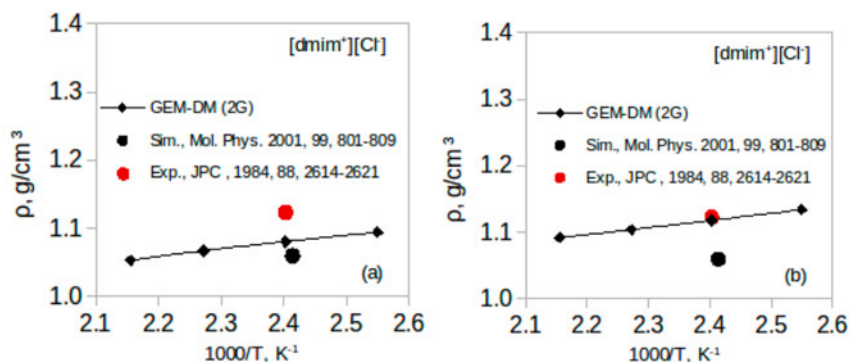 1.4
[dmim⁺][Cl⁻]
1.3
GEM-DM (2G)
Sim., Mol. Phys. 2001, 99, 801-809
1.2
Exp., JPC , 1984, 88, 2614-2621
ρ, g/cm³
1.1
(a)
1.0
2.1 2.2 2.3 2.4 2.5 2.6
1000/T, K⁻¹
1.4
[dmim⁺][Cl⁻]
1.3
GEM-DM (2G)
Sim., Mol. Phys. 2001, 99, 801-809
1.2
Exp., JPC , 1984, 88, 2614-2621
ρ, g/cm³
1.1
(b)
1.0
2.1 2.2 2.3 2.4 2.5 2.6
1000/T, K⁻¹